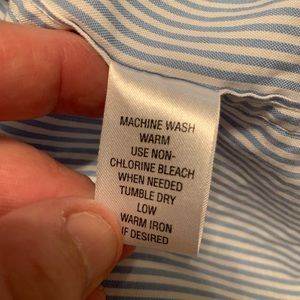 MACHINE WASH
WARM
USE NON-
CHLORINE BLEACH
WHEN NEEDED
TUMBLE DRY
LOW
WARM IRON
IF DESIRED